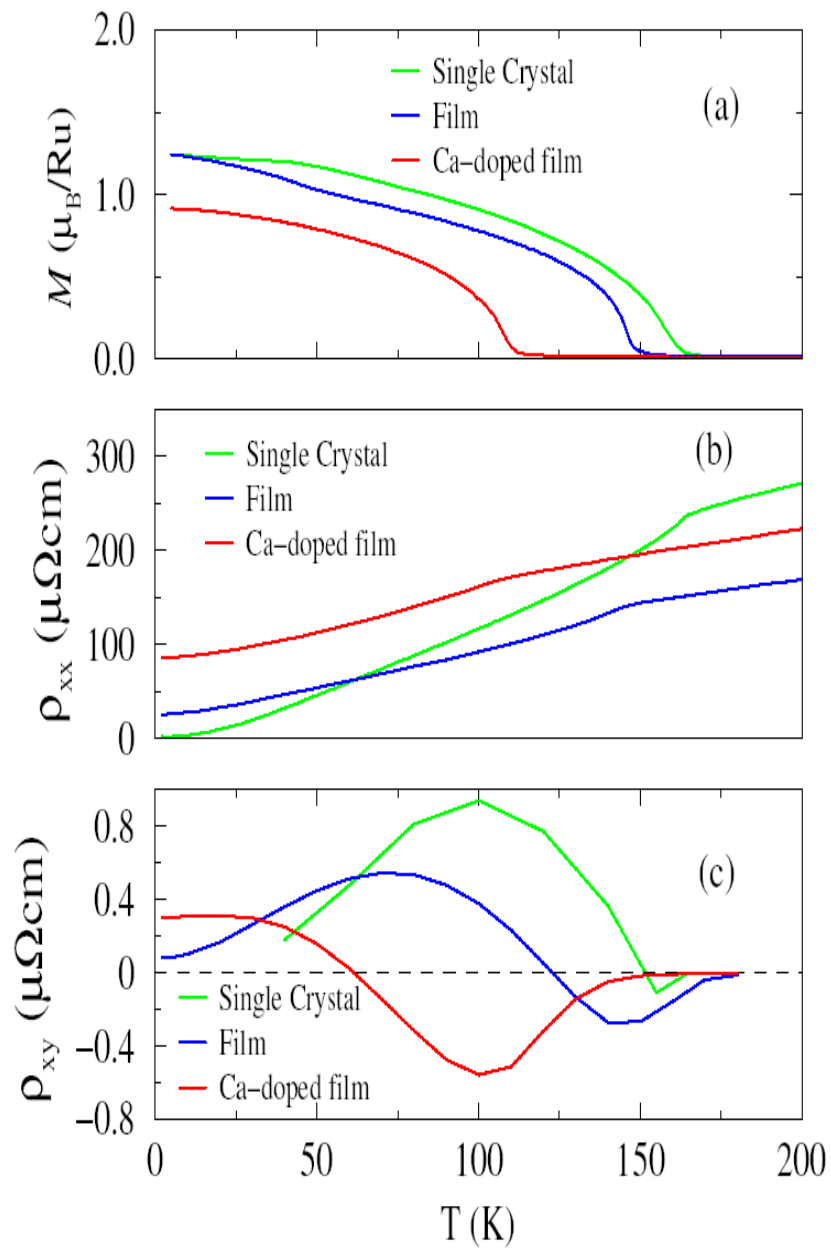 2.0
1.0
0.0
M (μB/Ru)
Single Crystal
Film
Ca–doped film
(a)
300
200
100
0
ρxx (μΩcm)
Single Crystal
Film
Ca–doped film
(b)
0.8
0.4
0
−0.4
−0.8
ρxy (μΩcm)
(c)
Single Crystal
Film
Ca–doped film
0 50 100 150 200
T (K)